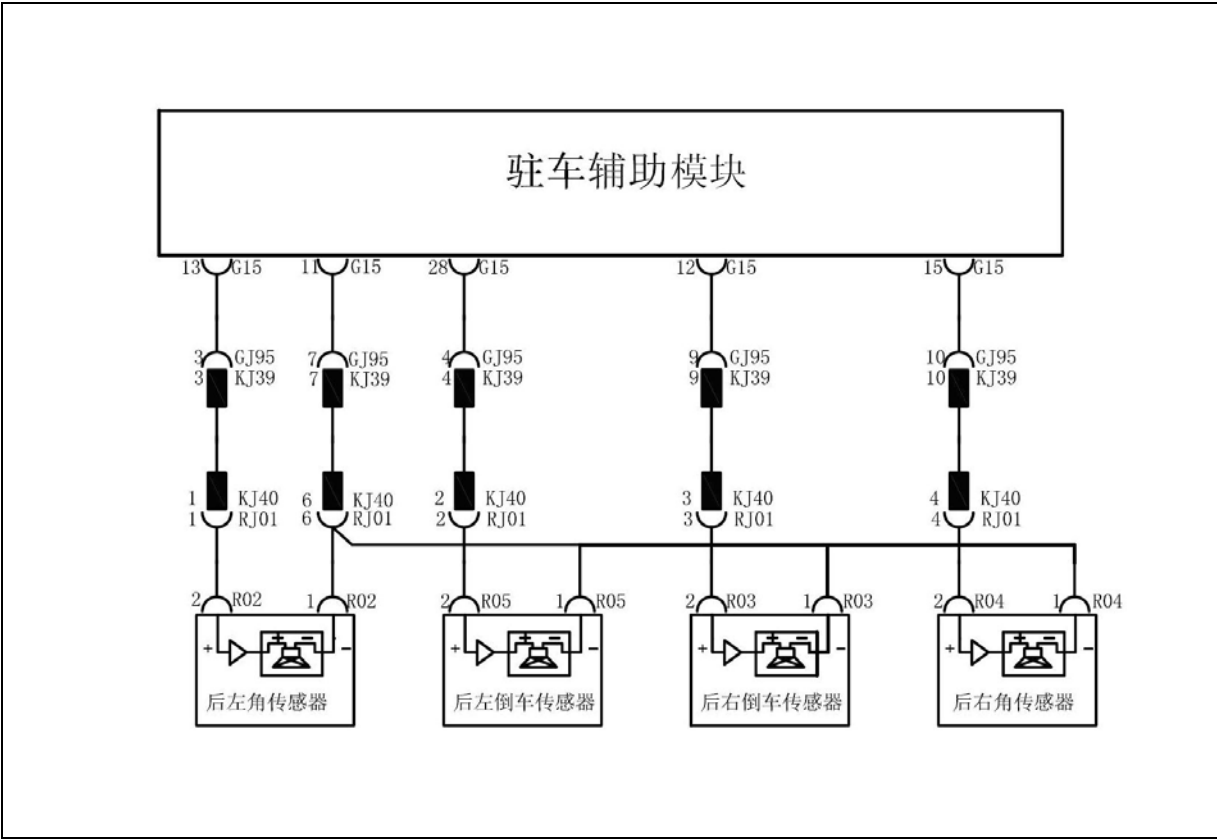 驻车辅助模块
13 G15 11 G15 28 G15 12 G15 15 G15
3 GJ95 7 GJ95 4 GJ95 9 GJ95 10 GJ95
3 KJ39 7 KJ39 4 KJ39 9 KJ39 10 KJ39
1 KJ40 6 KJ40 2 KJ40 3 KJ40 4 KJ40
1 RJ01 6 RJ01 2 RJ01 3 RJ01 4 RJ01
2 R02 1 R02 2 R05 1 R05 2 R03 1 R03 2 R04 1 R04
+ + - - + + - - + + - - + + - -
后左角传感器 后左倒车传感器 后右倒车传感器 后右角传感器